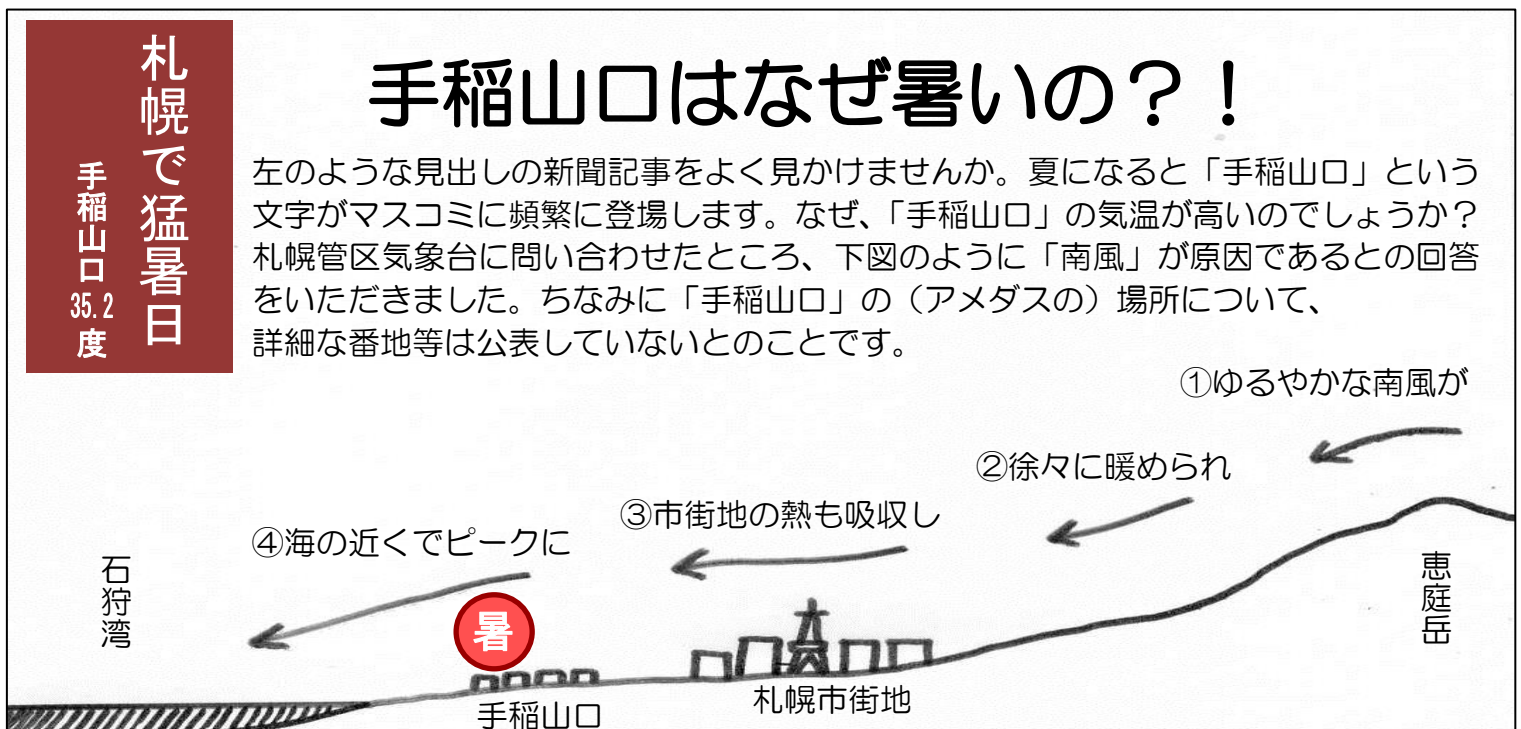 札幌で猛暑日
手稲山口35.2度
手稲山口はなぜ暑いの？！
左のような見出しの新聞記事をよく見かけませんか。夏になると「手稲山口」という
文字がマスコミに頻繁に登場します。なぜ、「手稲山口」の気温が高いのでしょうか？
札幌管区気象台に問い合わせたところ、下図のように「南風」が原因であるとの回答
をいただきました。ちなみに「手稲山口」の（アメダスの）場所について、
詳細な番地等は公表していないとのことです。
①ゆるやかな南風が
②徐々に暖められ
③市街地の熱も吸収し
④海の近くでピークに
石狩湾
暑
恵庭岳
手稲山口
札幌市街地